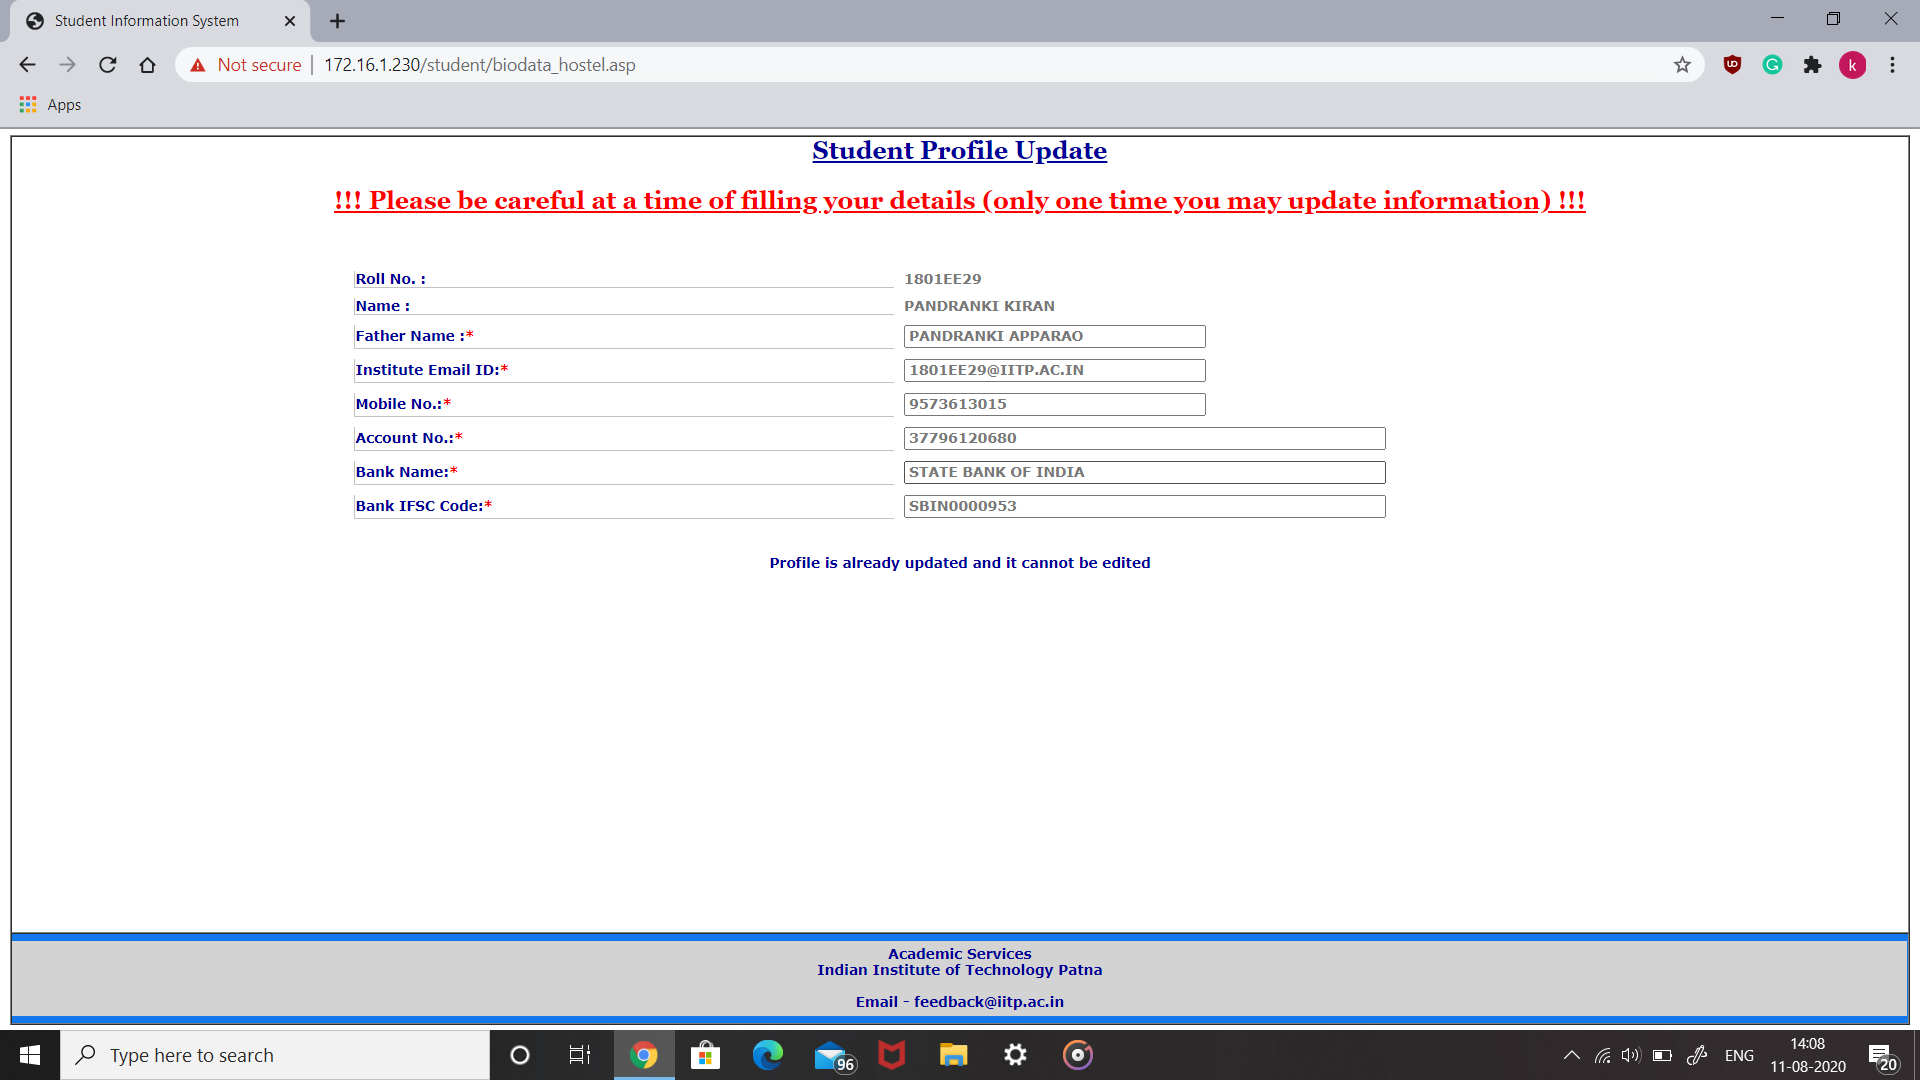 Student Information System
Not secure
172.16.1.230/student/biodata_hostel.asp
k
Apps
Student Profile Update
!!! Please be careful at a time of filling your details (only one time you may update information) !!!
Roll No. : 1801EE29
Name : PANDRANKI KIRAN
Father Name :* PANDRANKI APPARAO
Institute Email ID:* 1801EE29@IITP.AC.IN
Mobile No.:* 9573613015
Account No.:* 37796120680
Bank Name:* STATE BANK OF INDIA
Bank IFSC Code:* SBIN0000953
Profile is already updated and it cannot be edited
Academic Services
Indian Institute of Technology Patna
Email - feedback@iitp.ac.in
Type here to search
96
ENG
14:08
11-08-2020
20